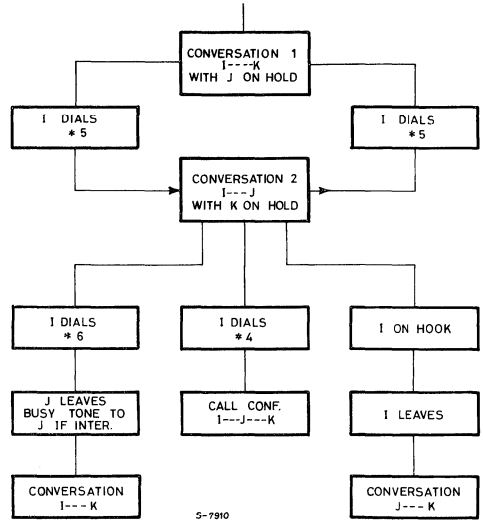 CONVERSATION 1
I----K
WITH J ON HOLD
I DIALS
*5
I DIALS
*5
CONVERSATION 2
I---J
WITH K ON HOLD
I DIALS
*6
I DIALS
*4
I ON HOOK
J LEAVES
BUSY TONE TO
J IF INTER.
CALL CONF.
I---J---K
I LEAVES
CONVERSATION
I---K
CONVERSATION
J---K
S-7910